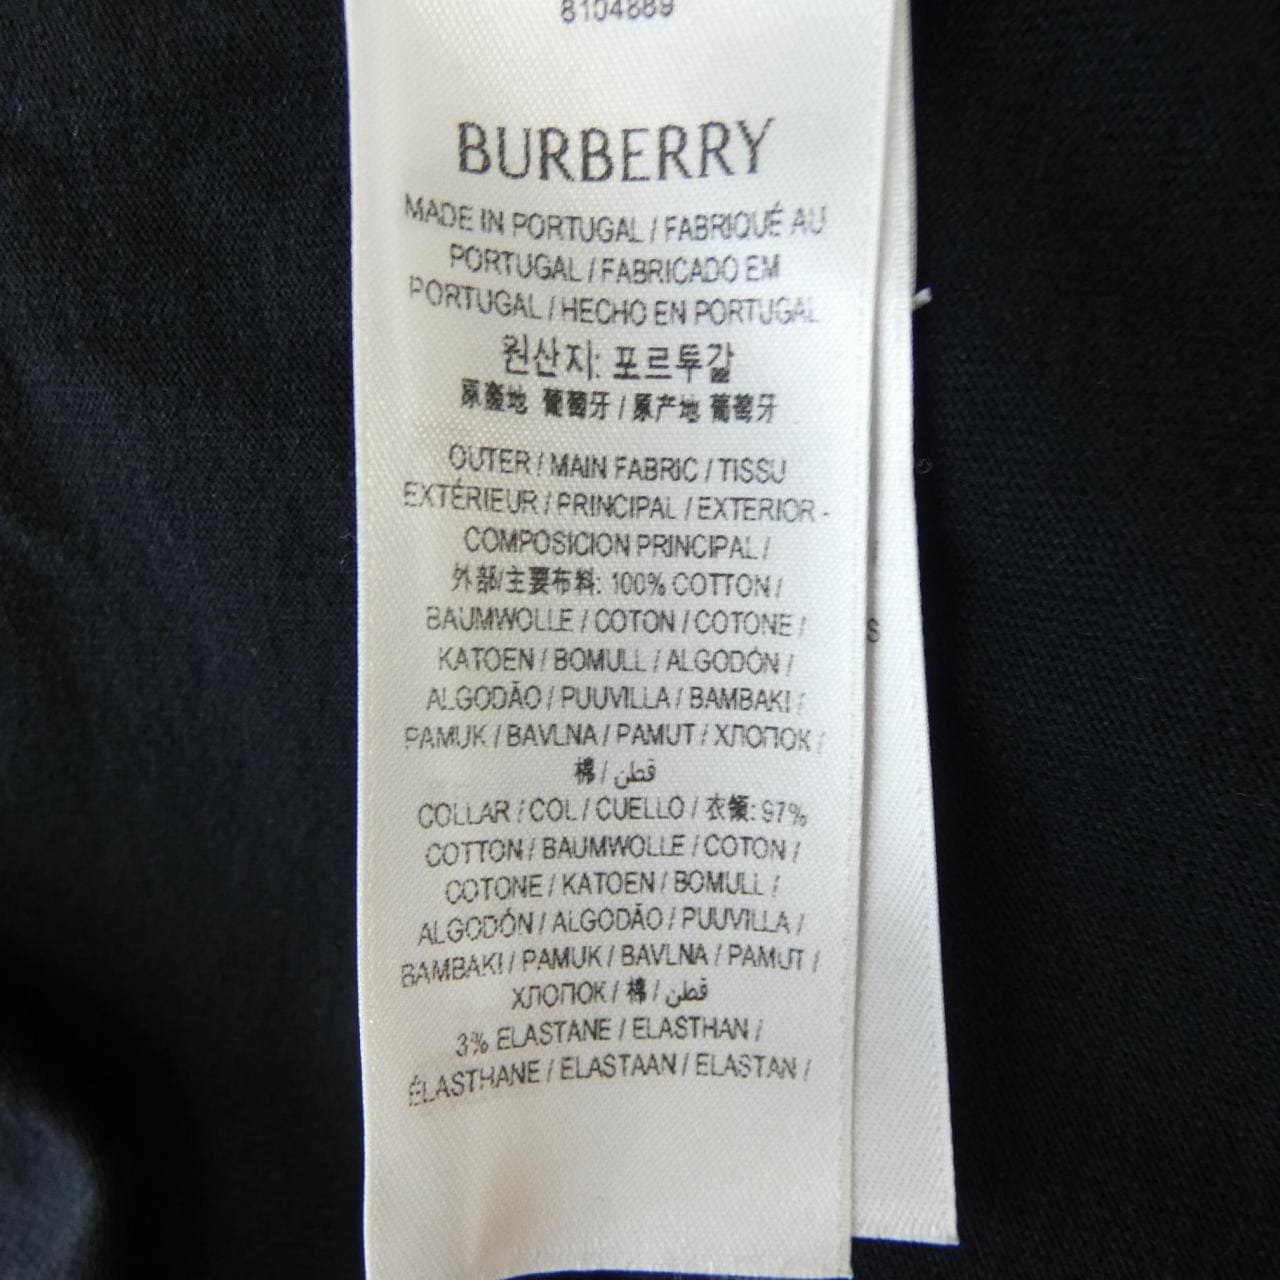 8104889
BURBERRY
MADE IN PORTUGAL / FABRIQUÉ AU
PORTUGAL / FABRICADO EM
PORTUGAL / HECHO EN PORTUGAL
원산지: 포르투갈
原產地 葡萄牙 / 原产地 葡萄牙
OUTER / MAIN FABRIC / TISSU
EXTÉRIEUR / PRINCIPAL / EXTERIOR -
COMPOSICION PRINCIPAL /
外部/主要布料: 100% COTTON /
BAUMWOLLE / COTON / COTONE /
KATOEN / BOMULL / ALGODÓN /
ALGODÃO / PUUVILLA / BAMBAKI /
PAMUK / BAVLNA / PAMUT / ХЛОПОК /
棉 / قطن
COLLAR / COL / CUELLO / 衣領: 97%
COTTON / BAUMWOLLE / COTON /
COTONE / KATOEN / BOMULL /
ALGODÓN / ALGODÃO / PUUVILLA /
BAMBAKI / PAMUK / BAVLNA / PAMUT /
ХЛОПОК / 棉 / قطن
3% ELASTANE / ELASTHAN /
ÉLASTHANE / ELASTAAN / ELASTAN /
S